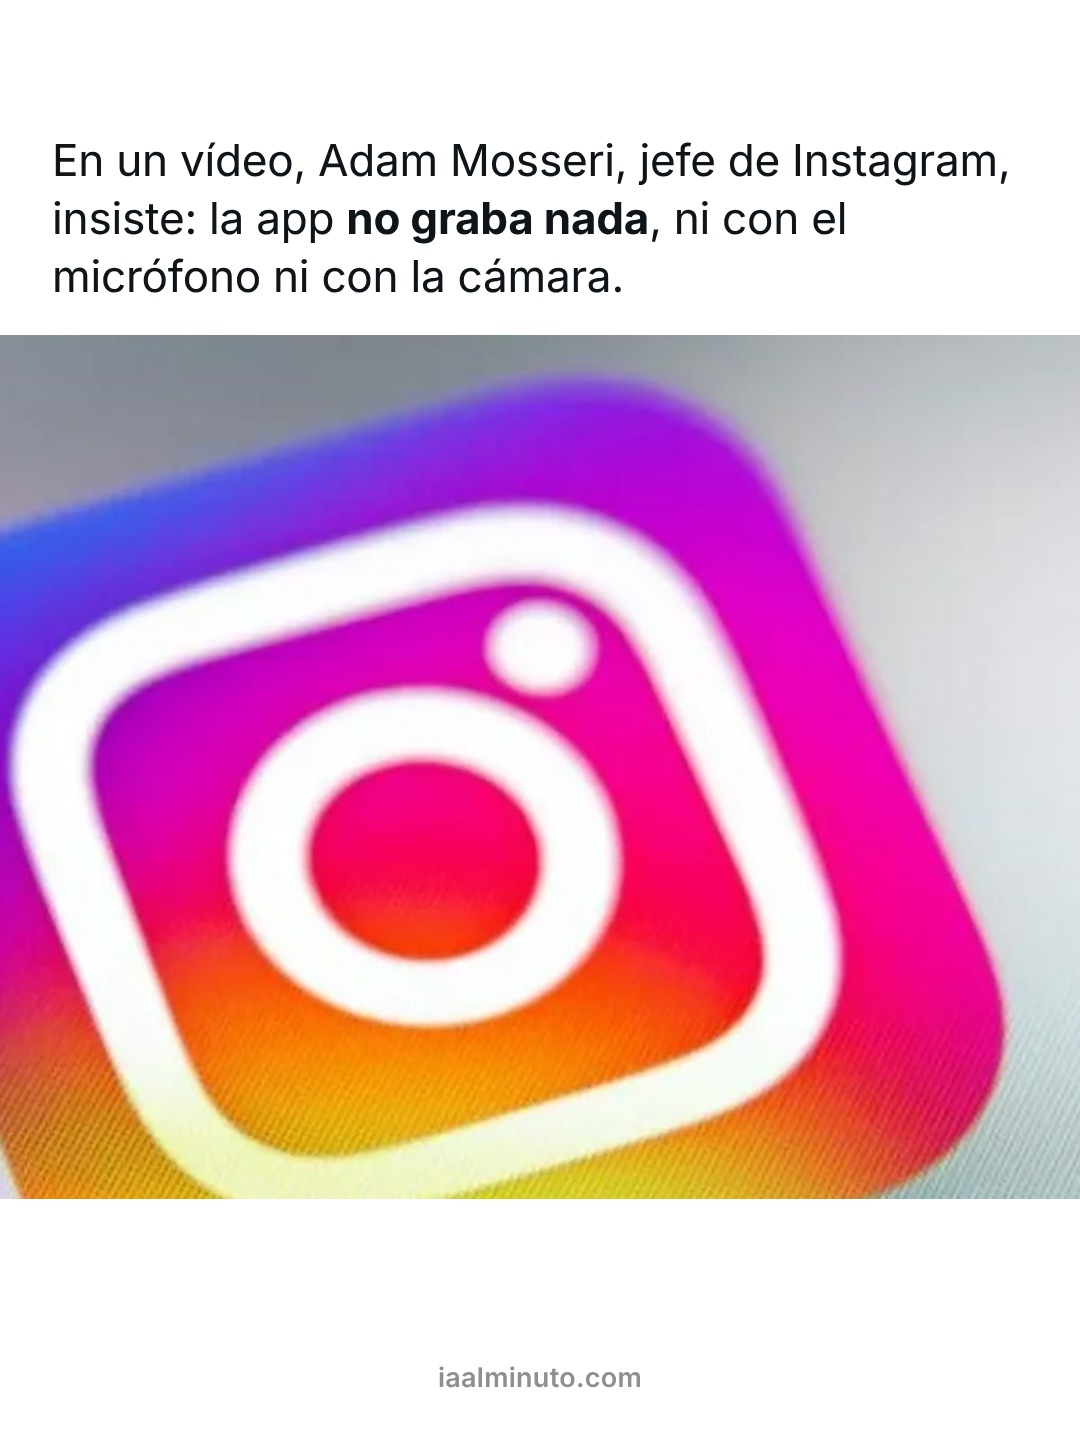 En un vídeo, Adam Mosseri, jefe de Instagram,
insiste: la app no graba nada, ni con el
micrófono ni con la cámara.
iaalminuto.com